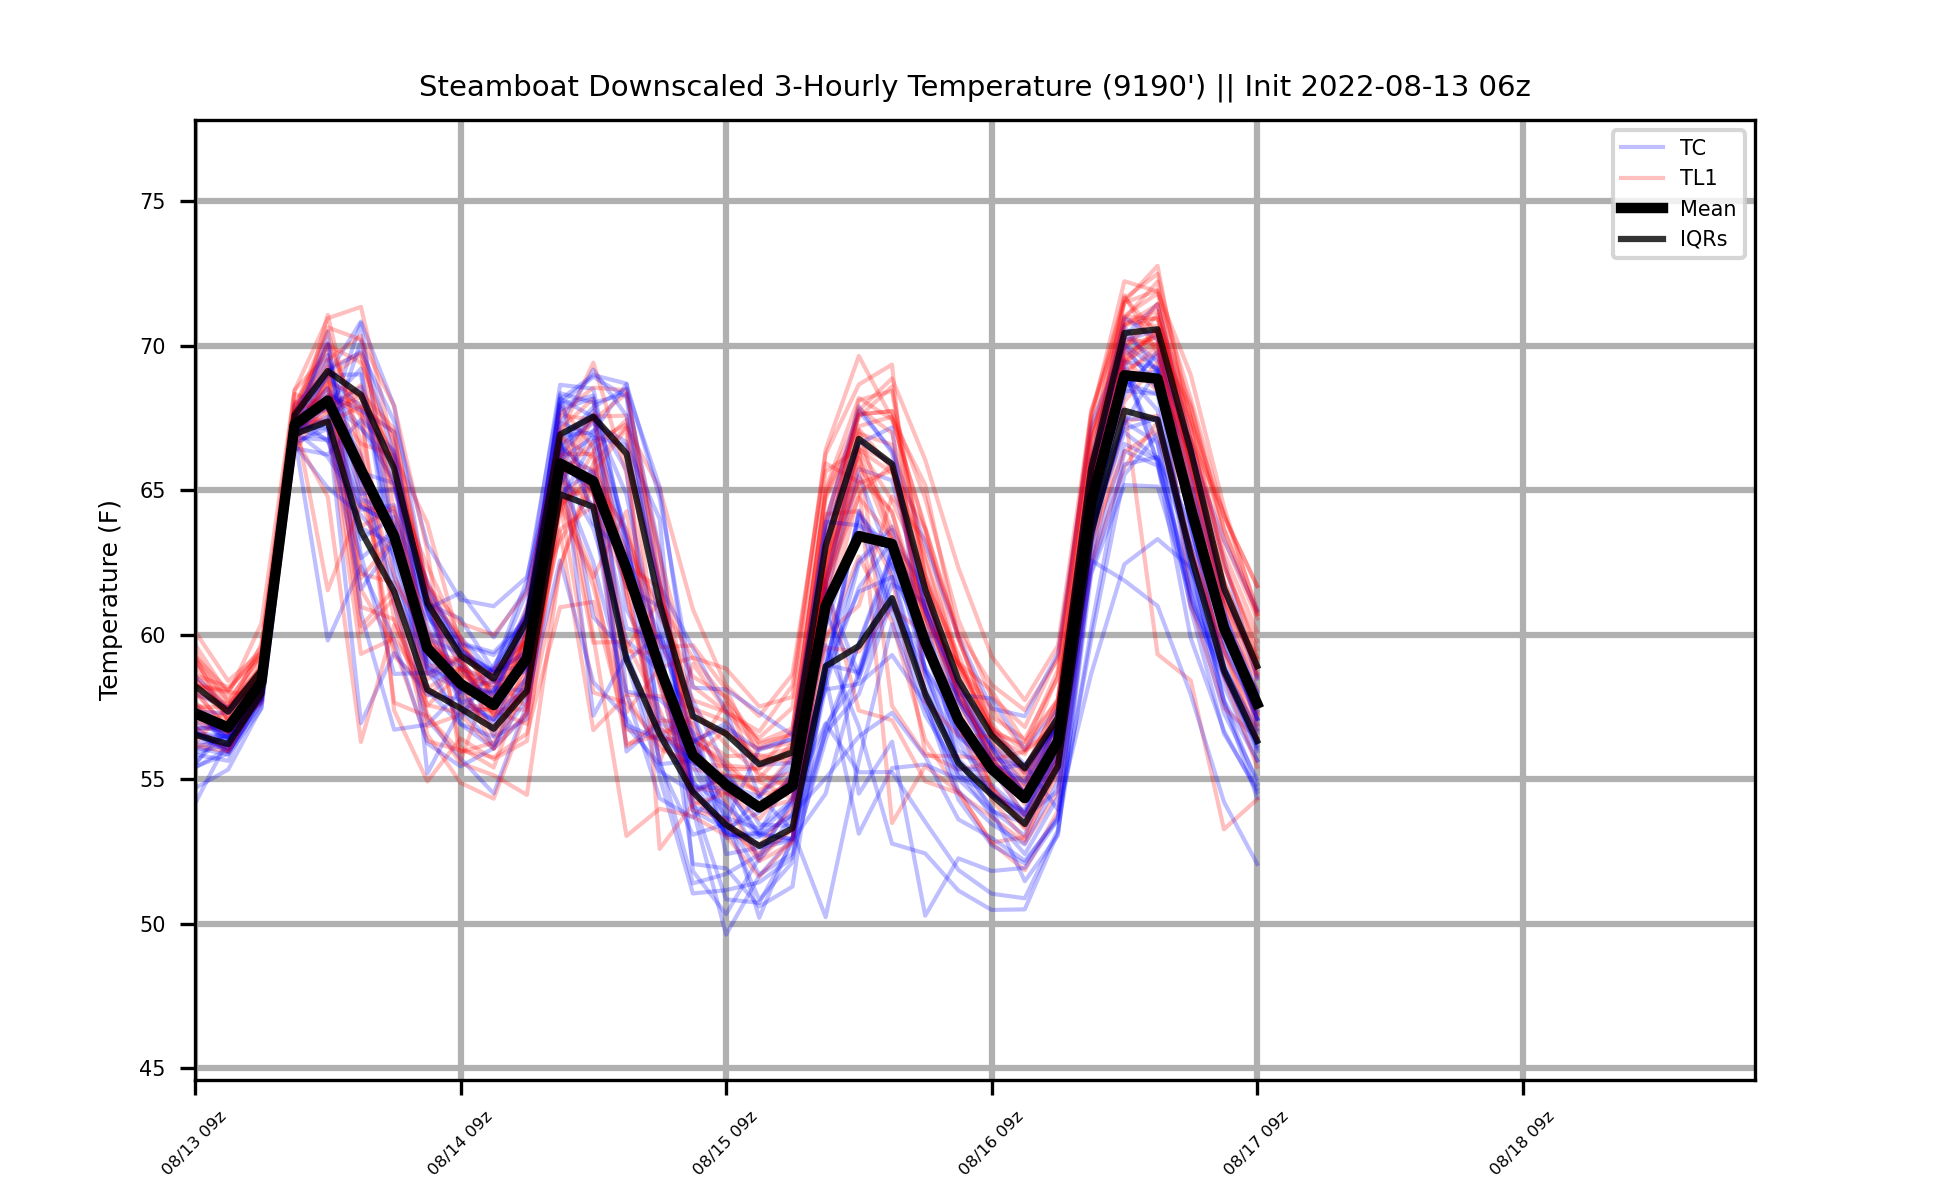 Steamboat Downscaled 3-Hourly Temperature (9190') || Init 2022-08-13 06z
TC
TL1
Mean
IQRs
Temperature (F)
75
70
65
60
55
50
45
08/13 09z
08/14 09z
08/15 09z
08/16 09z
08/17 09z
08/18 09z